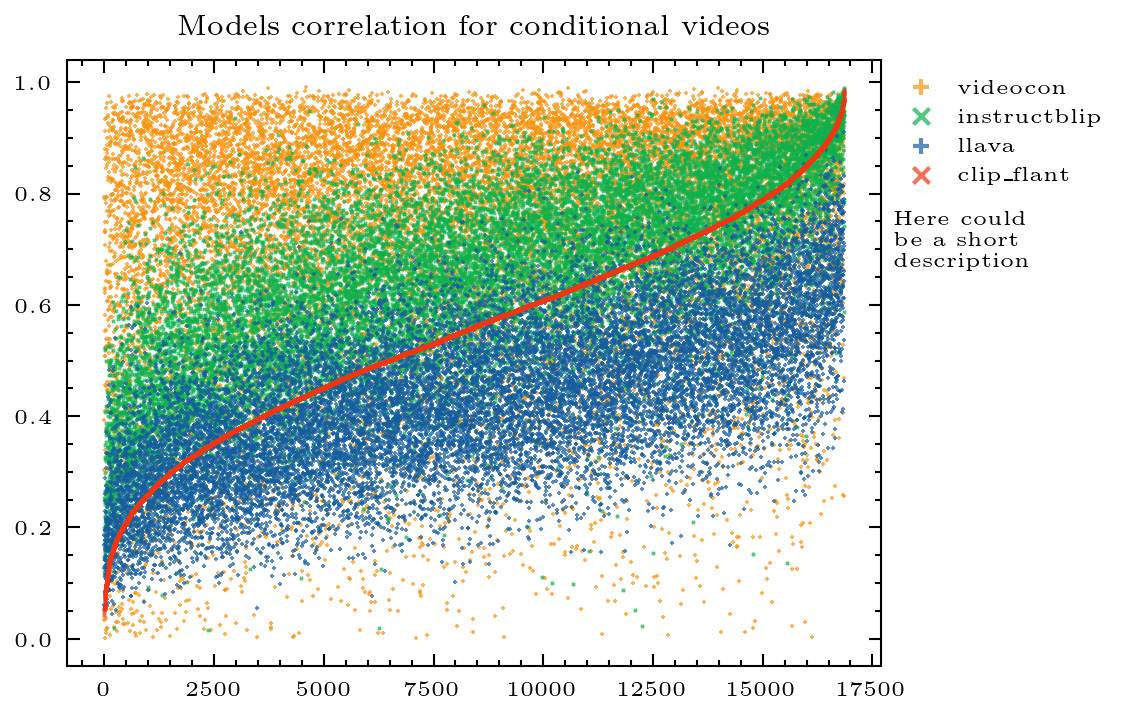 Models correlation for conditional videos
1.0
0.8
0.6
0.4
0.2
0.0
0 2500 5000 7500 10000 12500 15000 17500
videocon
instructblip
llava
clip_flant
Here could
be a short
description